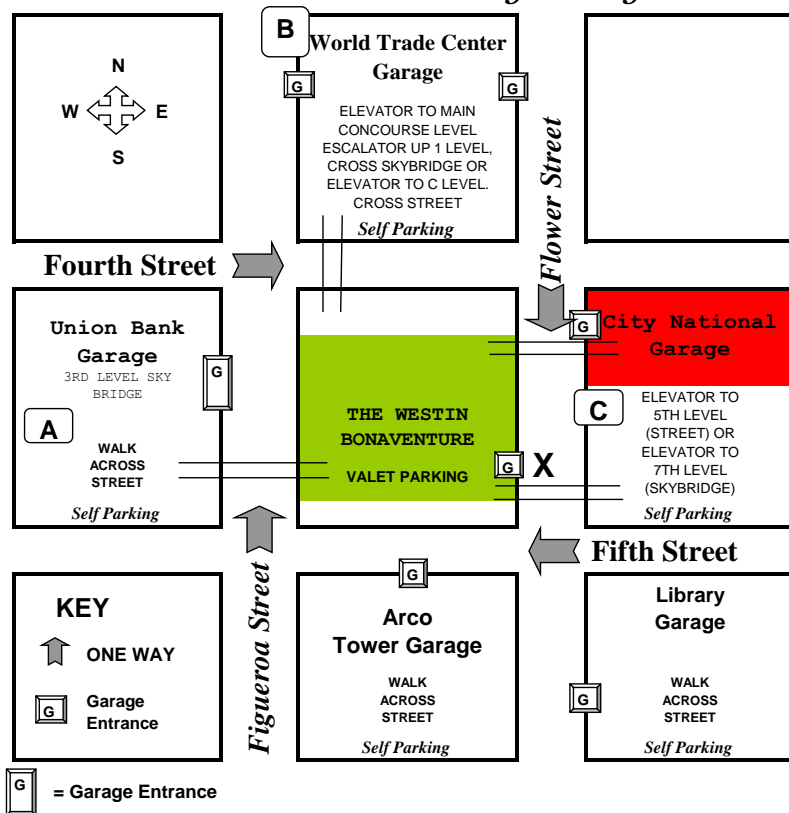 B
World Trade Center
Garage
N
W
E
S
G
G
ELEVATOR TO MAIN
CONCOURSE LEVEL
ESCALATOR UP 1 LEVEL,
CROSS SKYBRIDGE OR
ELEVATOR TO C LEVEL.
CROSS STREET
Self Parking
Flower Street
Fourth Street
Union Bank
Garage
3RD LEVEL SKY
BRIDGE
G
A
WALK
ACROSS
STREET
Self Parking
THE WESTIN
BONAVENTURE
VALET PARKING
G
X
G
City National
Garage
C
ELEVATOR TO
5TH LEVEL
(STREET) OR
ELEVATOR TO
7TH LEVEL
(SKYBRIDGE)
Self Parking
Fifth Street
Figueroa Street
KEY
ONE WAY
G
Garage
Entrance
G
Arco
Tower Garage
WALK
ACROSS
STREET
Self Parking
Library
Garage
G
WALK
ACROSS
STREET
Self Parking
G
= Garage Entrance